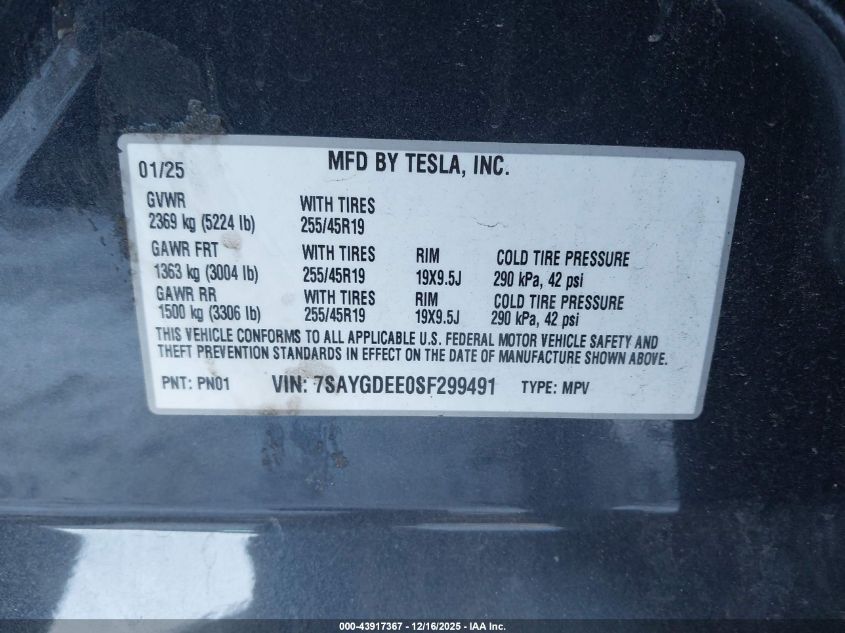 01/25 MFD BY TESLA, INC.
GVWR WITH TIRES
2369 kg (5224 lb) 255/45R19
GAWR FRT WITH TIRES RIM COLD TIRE PRESSURE
1363 kg (3004 lb) 255/45R19 19X9.5J 290 kPa, 42 psi
GAWR RR WITH TIRES RIM COLD TIRE PRESSURE
1500 kg (3306 lb) 255/45R19 19X9.5J 290 kPa, 42 psi
THIS VEHICLE CONFORMS TO ALL APPLICABLE U.S. FEDERAL MOTOR VEHICLE SAFETY AND
THEFT PREVENTION STANDARDS IN EFFECT ON THE DATE OF MANUFACTURE SHOWN ABOVE.
PNT: PN01 VIN: 7SAYGDEE0SF299491 TYPE: MPV
000-43917367 - 12/16/2025 - IAA Inc.